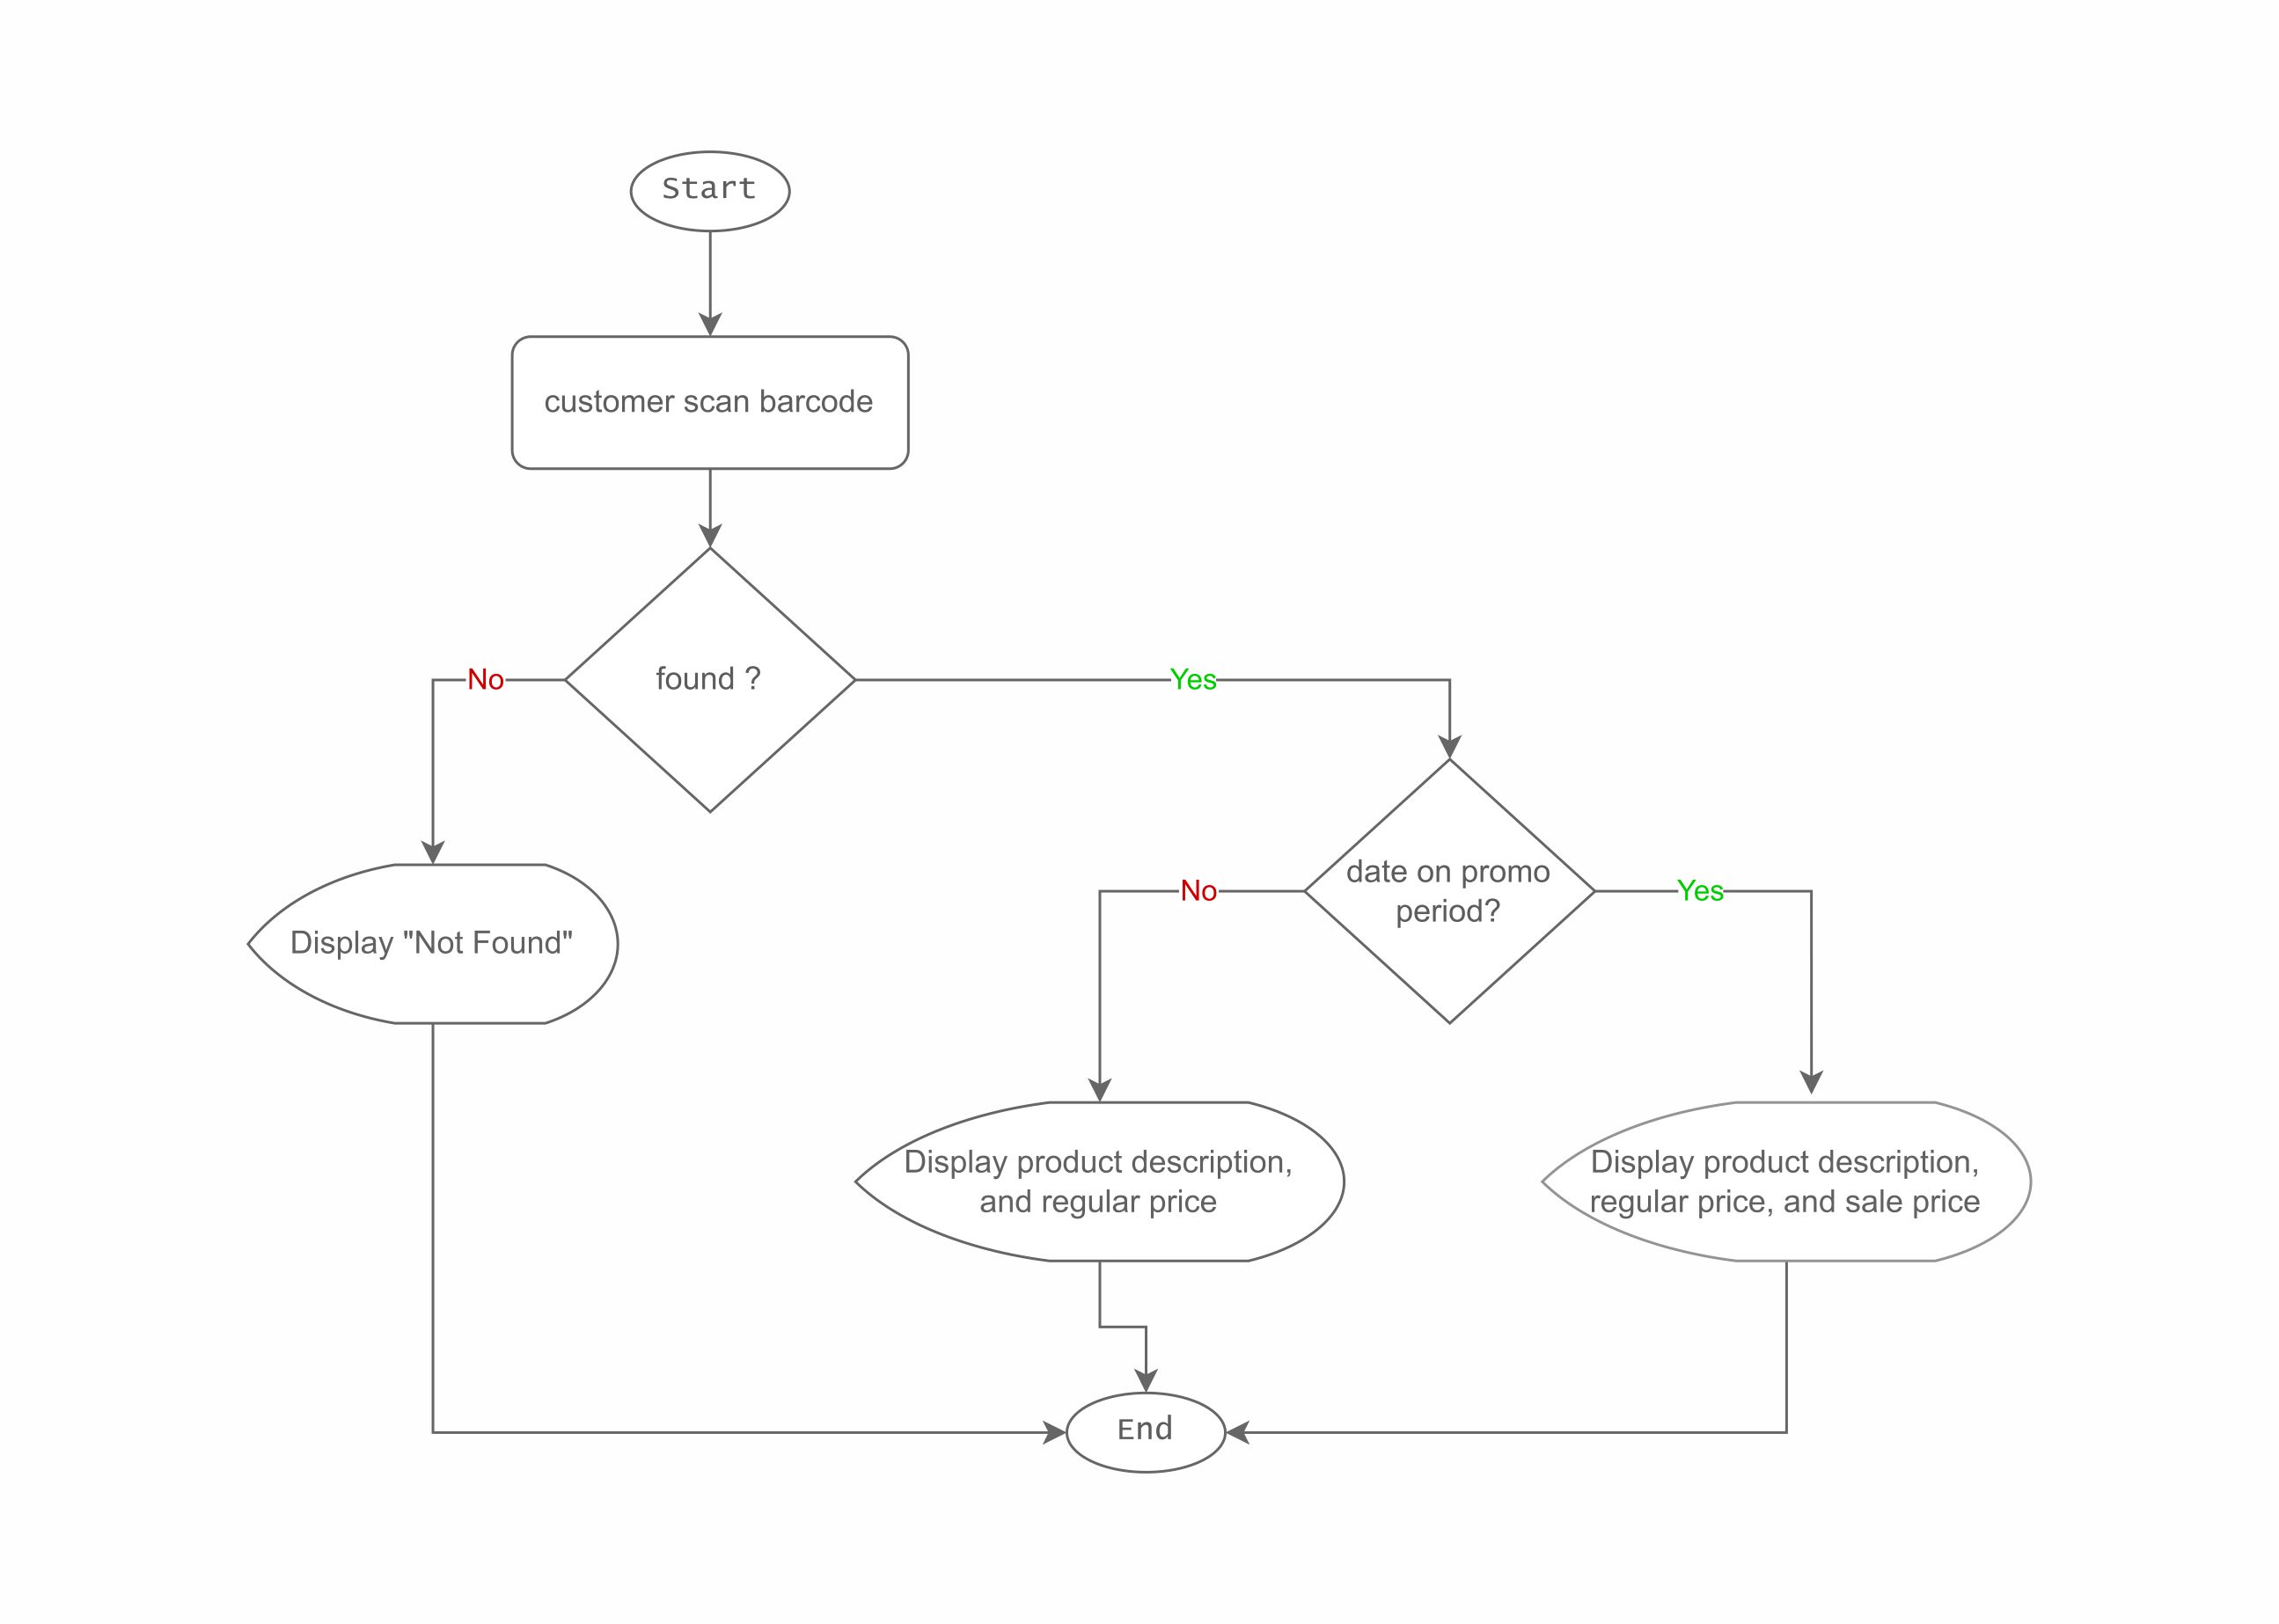 Start
customer scan barcode
found ?
No
Yes
date on promo
period?
No
Yes
Display "Not Found"
Display product description,
and regular price
Display product description,
regular price, and sale price
End